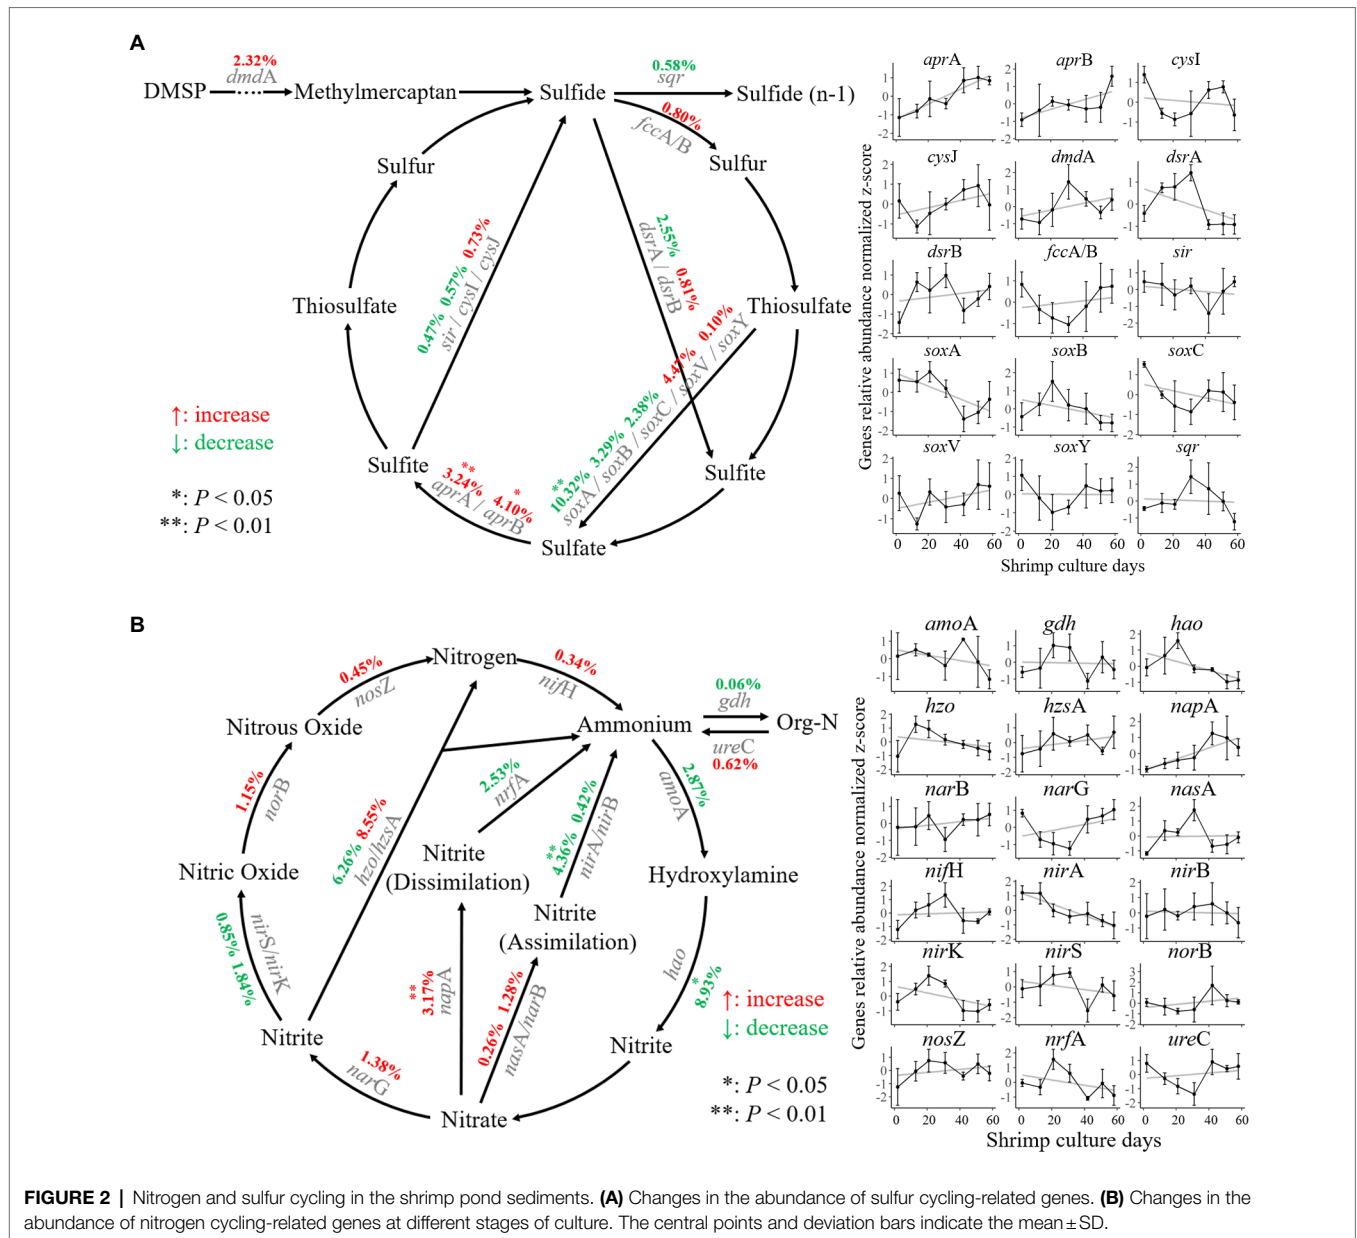 A
2.32%
dmdA
DMSP
Methylmercaptan
Sulfide
0.58%
sqr
Sulfide (n-1)
0.80%
fccA/B
Sulfur
Sulfur
Thiosulfate
Thiosulfate
0.47% 0.57% 0.73%
sir / cysI / cysJ
2.55% 0.81%
dsrA / dsrB
10.32% 3.29% 2.38% 4.47% 0.10%
**
soxA / soxB / soxC / soxV / soxY
↑: increase
↓: decrease
*: P < 0.05
**: P < 0.01
Sulfite
Sulfite
** *
3.24% 4.10%
aprA / aprB
Sulfate
Genes relative abundance normalized z-score
aprA aprB cysI
cysJ dmdA dsrA
dsrB fccA/B sir
soxA soxB soxC
soxV soxY sqr
0 20 40 60 0 20 40 60 0 20 40 60
Shrimp culture days
B
Nitrogen
0.45%
nosZ
0.34%
nifH
Nitrous Oxide
Ammonium
0.06%
gdh
Org-N
ureC
0.62%
1.15%
norB
2.53%
nrfA
2.87%
amoA
6.26% 8.55%
hzo/hzsA
**
4.36% 0.42%
nirA/nirB
Nitric Oxide
Nitrite
(Dissimilation)
Hydroxylamine
Nitrite
(Assimilation)
0.85% 1.84%
nirS/nirK
**
3.17%
napA
0.26% 1.28%
nasA/narB
hao
*
8.93%
Nitrite
Nitrite
1.38%
narG
Nitrate
↑: increase
↓: decrease
*: P < 0.05
**: P < 0.01
Genes relative abundance normalized z-score
amoA gdh hao
hzo hzsA napA
narB narG nasA
nifH nirA nirB
nirK nirS norB
nosZ nrfA ureC
0 20 40 60 0 20 40 60 0 20 40 60
Shrimp culture days
FIGURE 2 | Nitrogen and sulfur cycling in the shrimp pond sediments. (A) Changes in the abundance of sulfur cycling-related genes. (B) Changes in the
abundance of nitrogen cycling-related genes at different stages of culture. The central points and deviation bars indicate the mean ± SD.